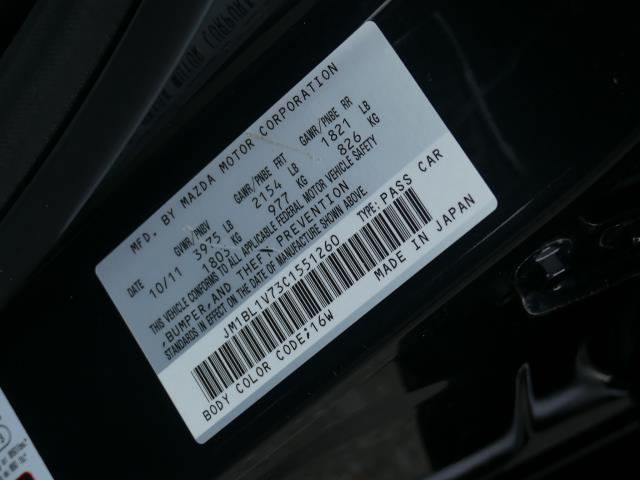 MFD. BY MAZDA MOTOR CORPORATION
10/11 GVWR/PNBV GAWR/PNBE FRT GAWR/PNBE RR
3975 LB 2154 LB 1821 LB
1803 KG 977 KG 826 KG
THIS VEHICLE CONFORMS TO ALL APPLICABLE FEDERAL MOTOR VEHICLE SAFETY
,BUMPER,AND THEFT PREVENTION
STANDARDS IN EFFECT ON THE DATE OF MANUFACTURE SHOWN ABOVE.
JM1BL1V73C1551260 TYPE:PASS CAR
BODY COLOR CODE;16W MADE IN JAPAN